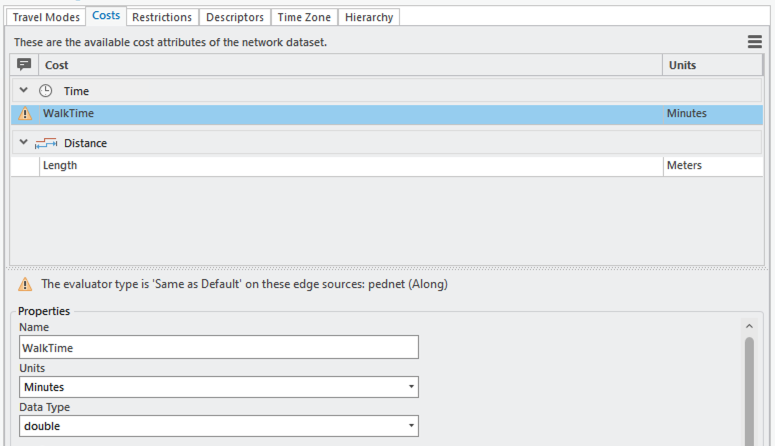 Travel Modes Costs Restrictions Descriptors Time Zone Hierarchy
These are the available cost attributes of the network dataset.
Cost Units
Time
WalkTime Minutes
Distance
Length Meters
The evaluator type is 'Same as Default' on these edge sources: pednet (Along)
Properties
Name
WalkTime
Units
Minutes
Data Type
double